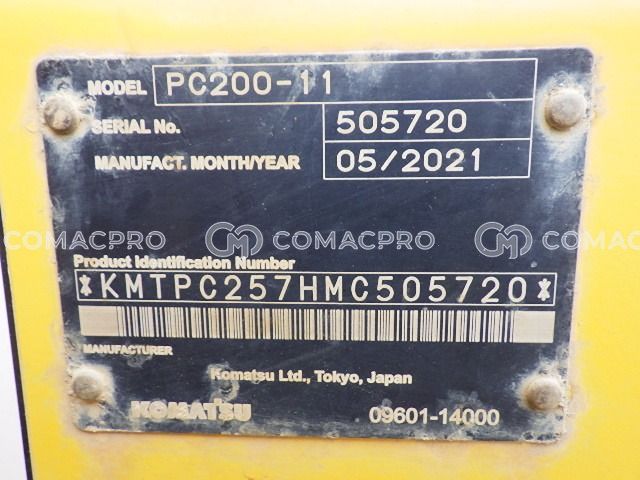 MODEL PC200-11
SERIAL No. 505720
MANUFACT. MONTH/YEAR 05/2021
COMACPRO COMACPRO COMACPRO
Product Identification Number
*KMTPC257HMC505720*
MANUFACTURER
Komatsu Ltd., Tokyo, Japan
KOMATSU 09601-14000